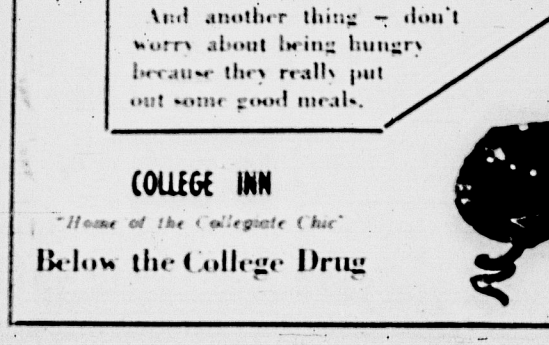 And another thing – don't
worry about being hungry
because they really put
out some good meals.
COLLEGE INN
"Home of the Collegiate Chic"
Below the College Drug